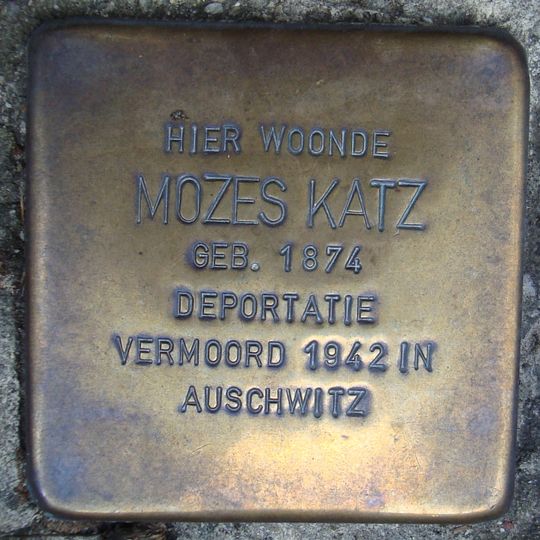 HIER WOONDE
MOZES KATZ
GEB. 1874
DEPORTATIE
VERMOORD 1942 IN
AUSCHWITZ